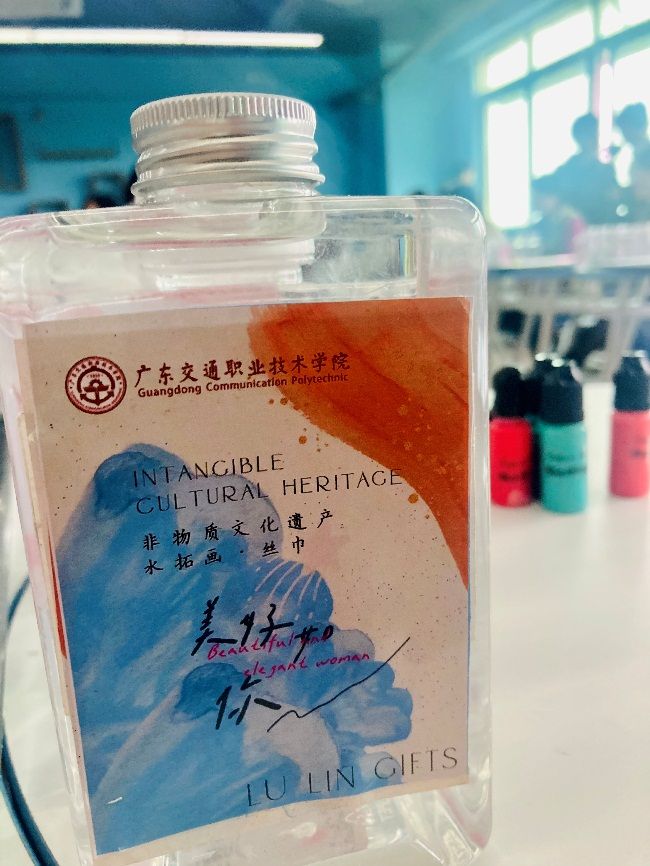 广东交通职业技术学院
Guangdong Communication Polytechnic
INTANGIBLE
CULTURAL HERITAGE
非物质文化遗产
水拓画·丝巾
美好如
Beautiful and
elegant woman
你
LU LIN GIFTS